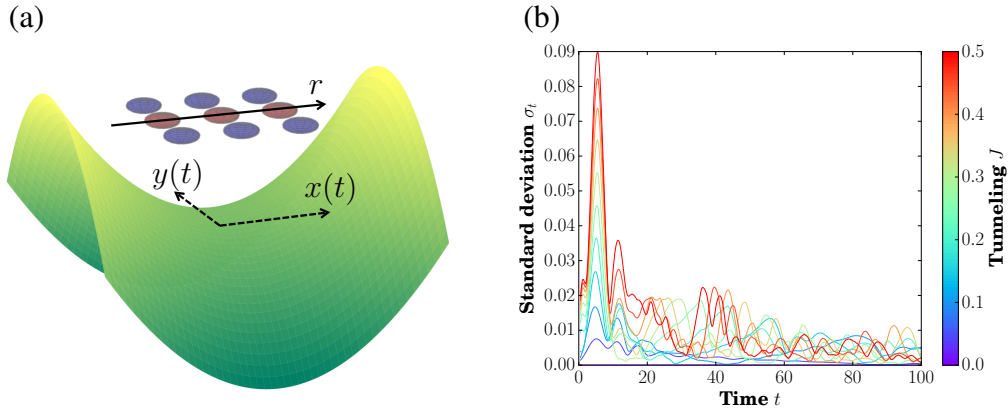 (a)
r
y(t)
x(t)
(b)
Standard deviation σₜ
0.09
0.08
0.07
0.06
0.05
0.04
0.03
0.02
0.01
0.00
0 20 40 60 80 100
Time t
0.5
0.4
0.3
0.2
0.1
0.0
Tunneling J